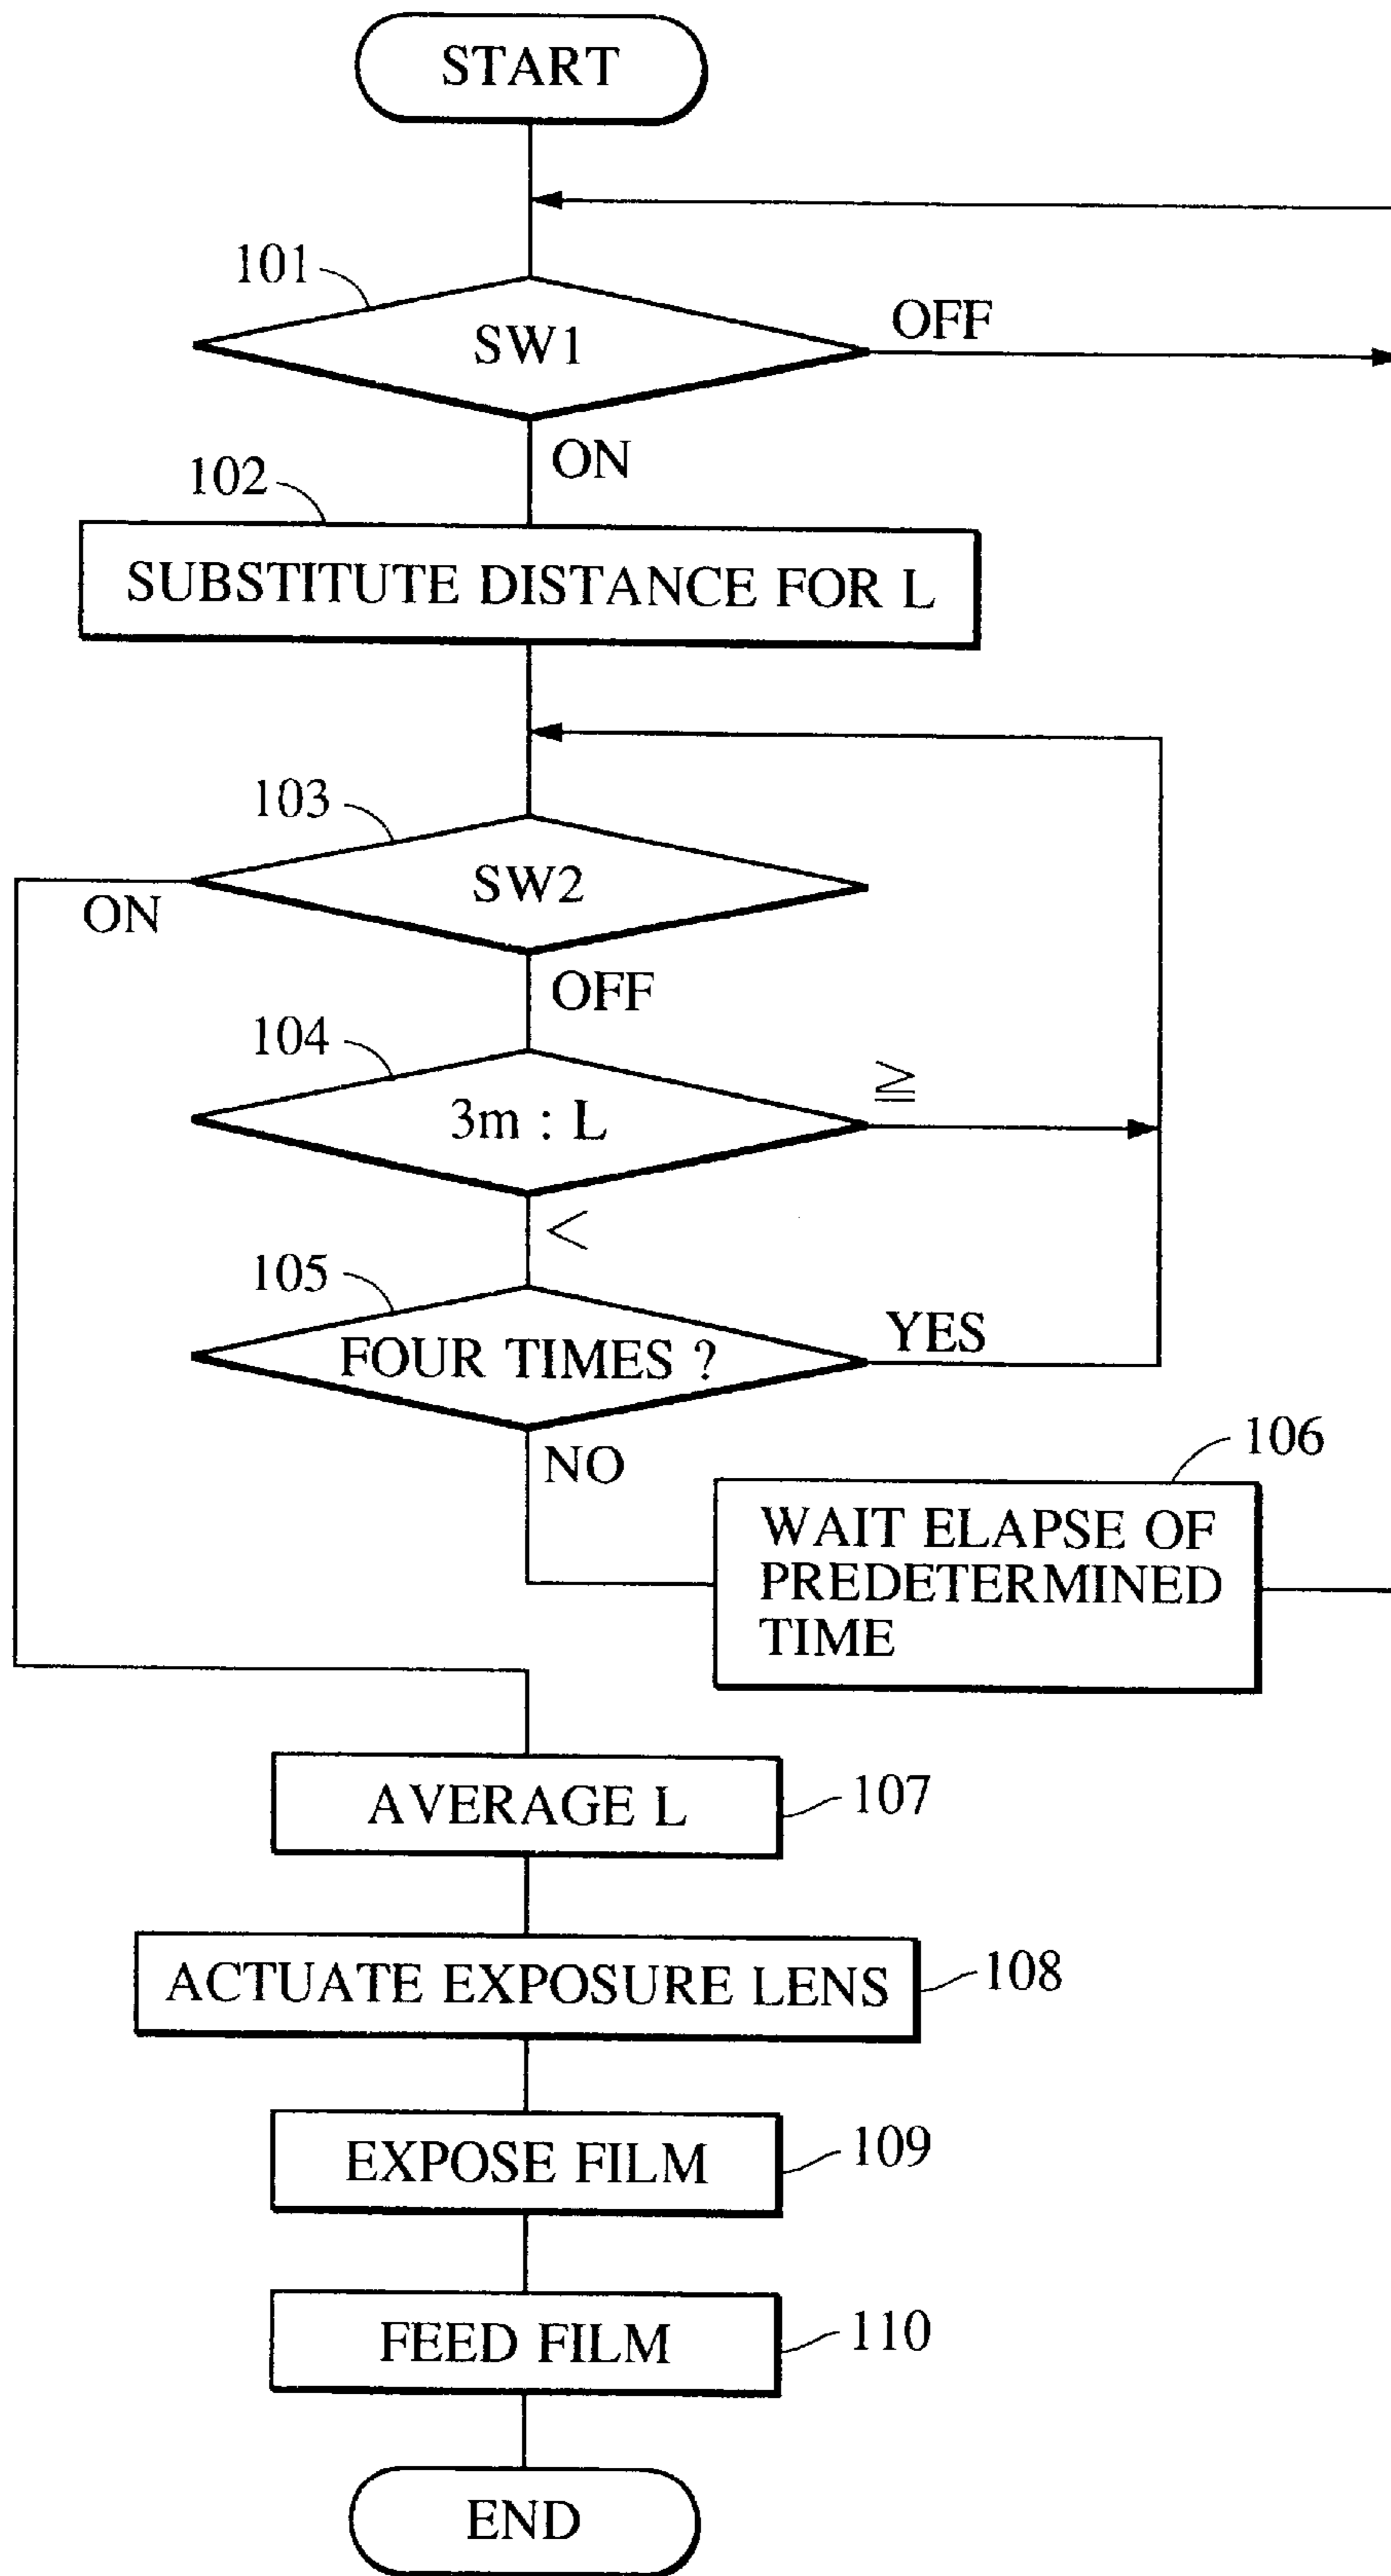 START
101
SW1
OFF
ON
102
SUBSTITUTE DISTANCE FOR L
103
SW2
ON
OFF
104
3m : L
≧
<
105
FOUR TIMES ?
YES
NO
106
WAIT ELAPSE OF
PREDETERMINED
TIME
AVERAGE L
107
ACTUATE EXPOSURE LENS
108
EXPOSE FILM
109
FEED FILM
110
END